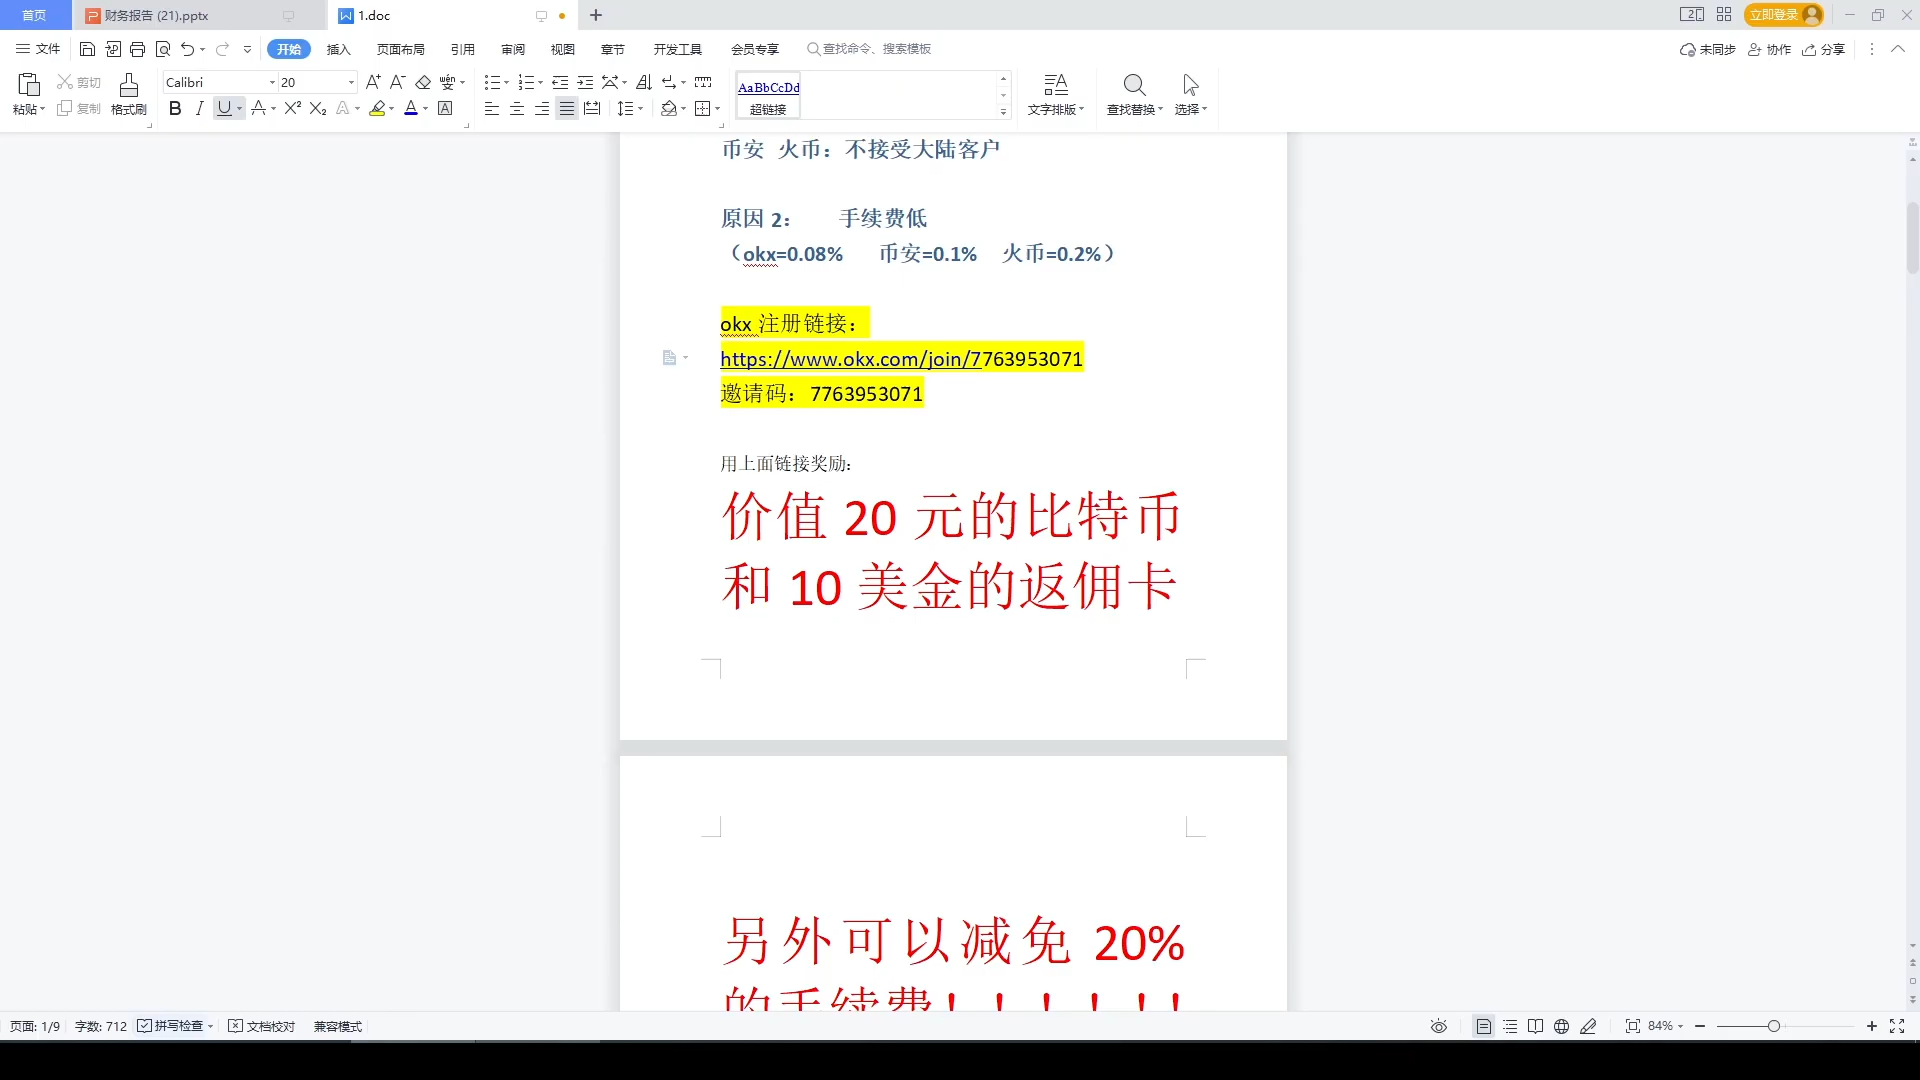 首页
财务报告 (21).pptx
1.doc
立即登录
文件
开始
插入
页面布局
引用
审阅
视图
章节
开发工具
会员专享
查找命令、搜索模板
未同步
协作
分享
粘贴
剪切
复制
格式刷
Calibri
20
AaBbCcDd
超链接
文字排版
查找替换
选择
币安 火币：不接受大陆客户
原因 2： 手续费低
（okx=0.08% 币安=0.1% 火币=0.2%）
okx 注册链接：
https://www.okx.com/join/7763953071
邀请码：7763953071
用上面链接奖励：
价值 20 元的比特币
和 10 美金的返佣卡
另外可以减免 20%
的手续费！！！！！！
页面: 1/9
字数: 712
拼写检查
文档校对
兼容模式
84%